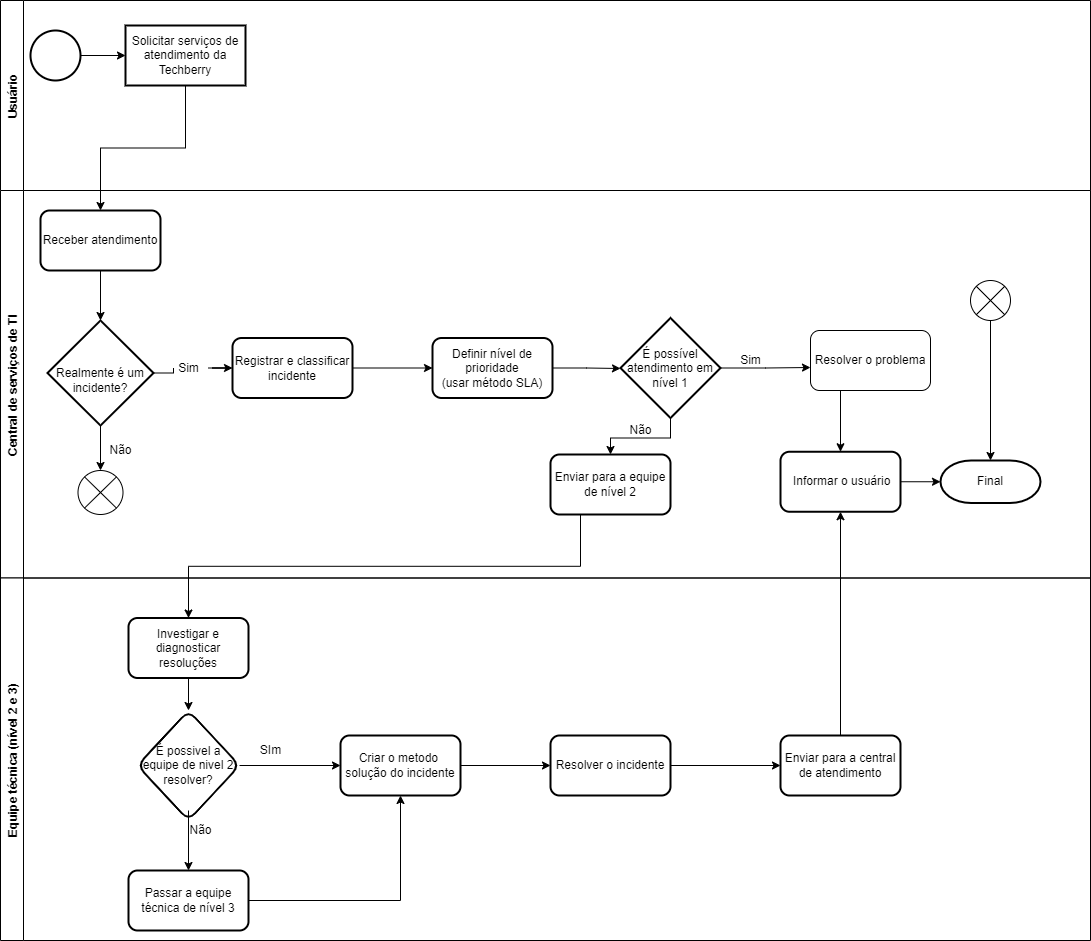 Usuário
Solicitar serviços de
atendimento da
Techberry
Central de serviços de TI
Receber atendimento
Realmente é um
incidente?
Sim
Não
Registrar e classificar
incidente
Definir nível de
prioridade
(usar método SLA)
É possível
atendimento em
nível 1
Sim
Não
Resolver o problema
Enviar para a equipe
de nível 2
Informar o usuário
Final
Equipe técnica (nível 2 e 3)
Investigar e
diagnosticar
resoluções
É possivel a
equipe de nivel 2
resolver?
SIm
Não
Criar o metodo
solução do incidente
Resolver o incidente
Enviar para a central
de atendimento
Passar a equipe
técnica de nível 3